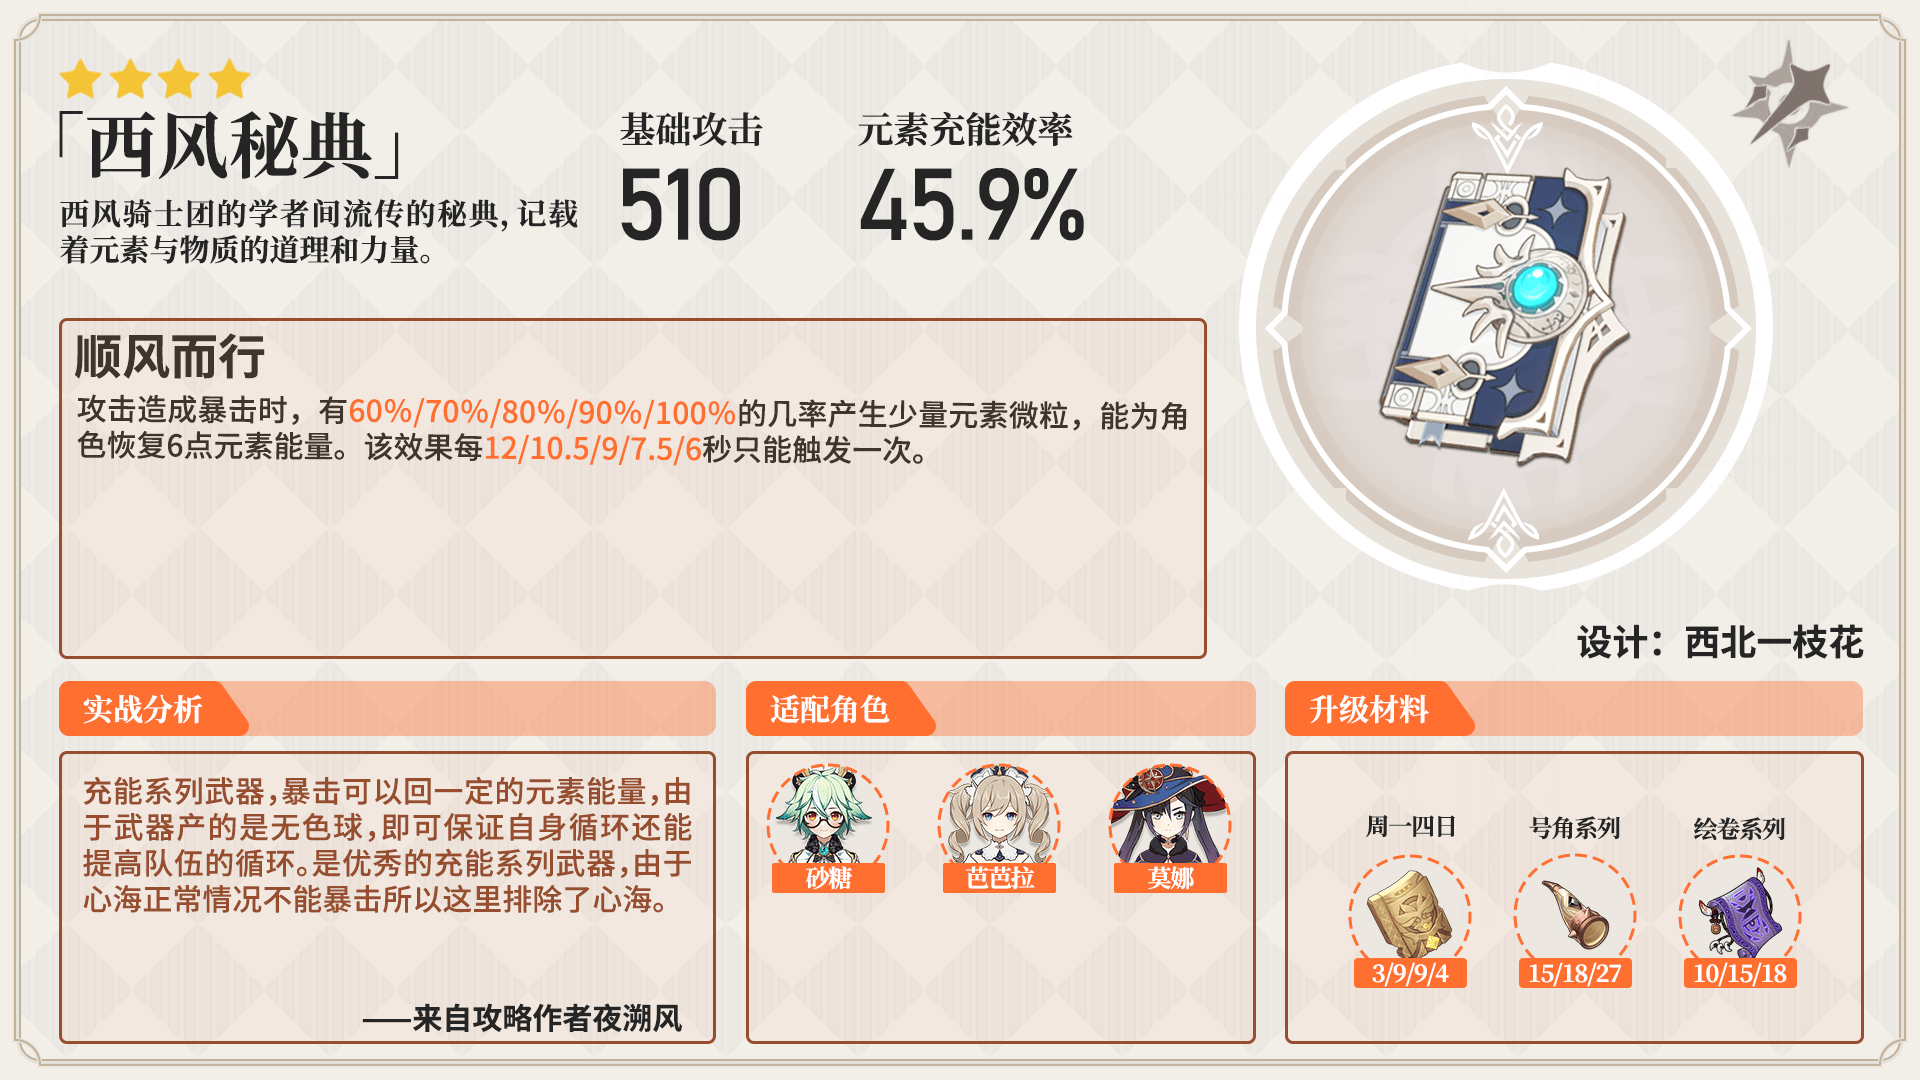 「西风秘典」
西风骑士团的学者间流传的秘典，记载
着元素与物质的道理和力量。
基础攻击
510
元素充能效率
45.9%
顺风而行
攻击造成暴击时，有60%/70%/80%/90%/100%的几率产生少量元素微粒，能为角
色恢复6点元素能量。该效果每12/10.5/9/7.5/6秒只能触发一次。
设计：西北一枝花
实战分析
充能系列武器，暴击可以回一定的元素能量，由
于武器产的是无色球，即可保证自身循环还能
提高队伍的循环。是优秀的充能系列武器，由于
心海正常情况不能暴击所以这里排除了心海。
——来自攻略作者夜溯风
适配角色
砂糖
芭芭拉
莫娜
升级材料
周一四日
号角系列
绘卷系列
3/9/9/4
15/18/27
10/15/18